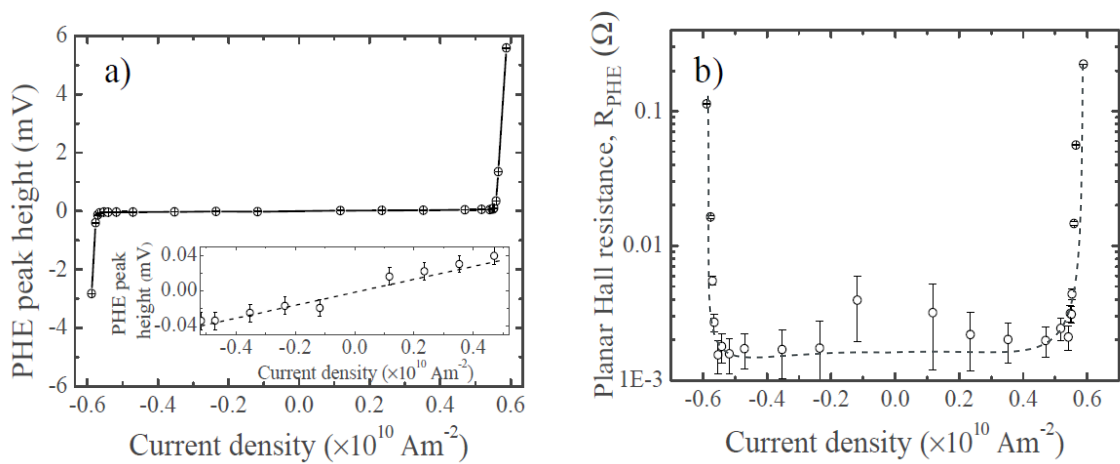 a)
PHE peak height (mV)
6
4
2
0
-2
-4
-6
-0.6 -0.4 -0.2 0.0 0.2 0.4 0.6
Current density (×10¹⁰ Am⁻²)
PHE peak
height (mV)
0.04
0.00
-0.04
-0.4 -0.2 0.0 0.2 0.4
Current density (×10¹⁰ Am⁻²)
b)
Planar Hall resistance, R_PHE (Ω)
0.1
0.01
1E-3
-0.6 -0.4 -0.2 0.0 0.2 0.4 0.6
Current density (×10¹⁰ Am⁻²)